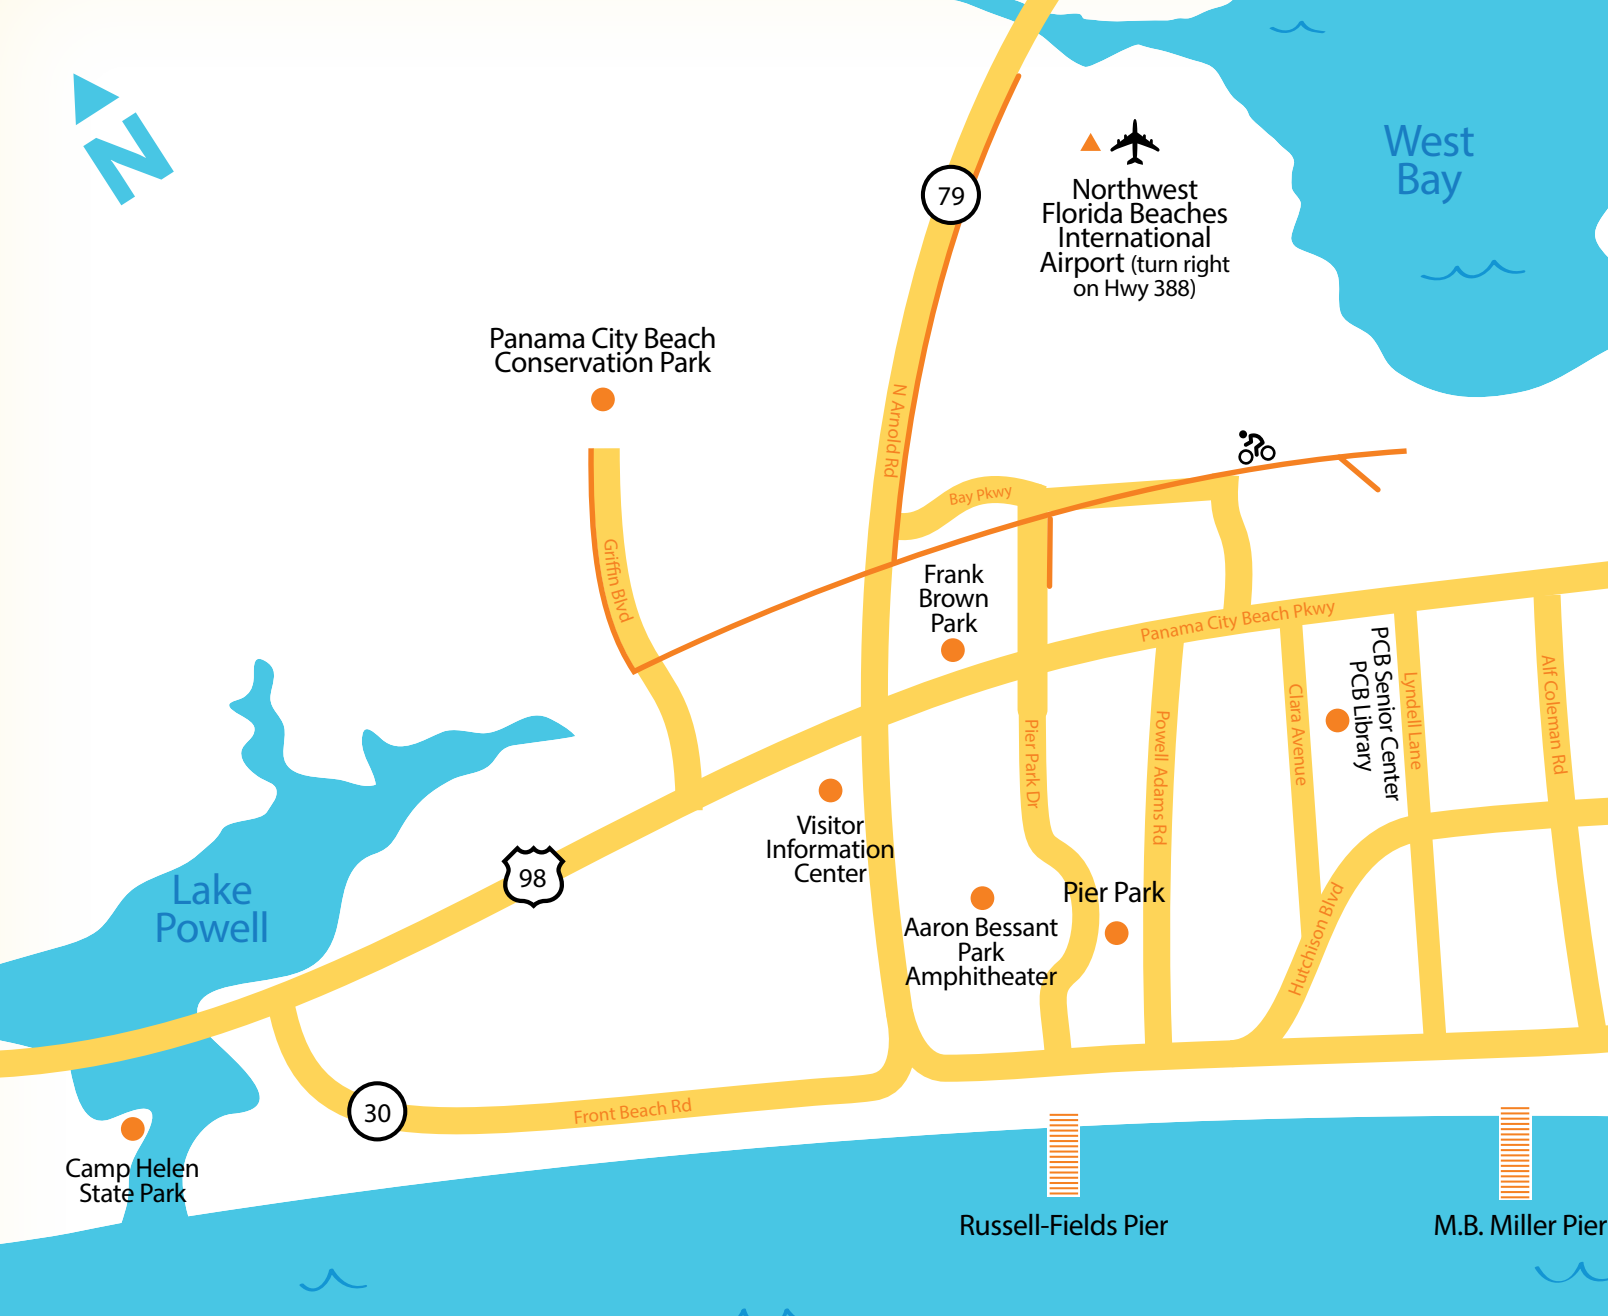 N
West
Bay
79
Northwest
Florida Beaches
International
Airport (turn right
on Hwy 388)
Panama City Beach
Conservation Park
N Arnold Rd
Bay Pkwy
Griffin Blvd
Frank
Brown
Park
Panama City Beach Pkwy
PCB Senior Center
PCB Library
Lyndell Lane
Alf Coleman Rd
Clara Avenue
Powell Adams Rd
Pier Park Dr
Visitor
Information
Center
98
Lake
Powell
Pier Park
Aaron Bessant
Park
Amphitheater
Hutchison Blvd
30
Front Beach Rd
Camp Helen
State Park
Russell-Fields Pier
M.B. Miller Pier